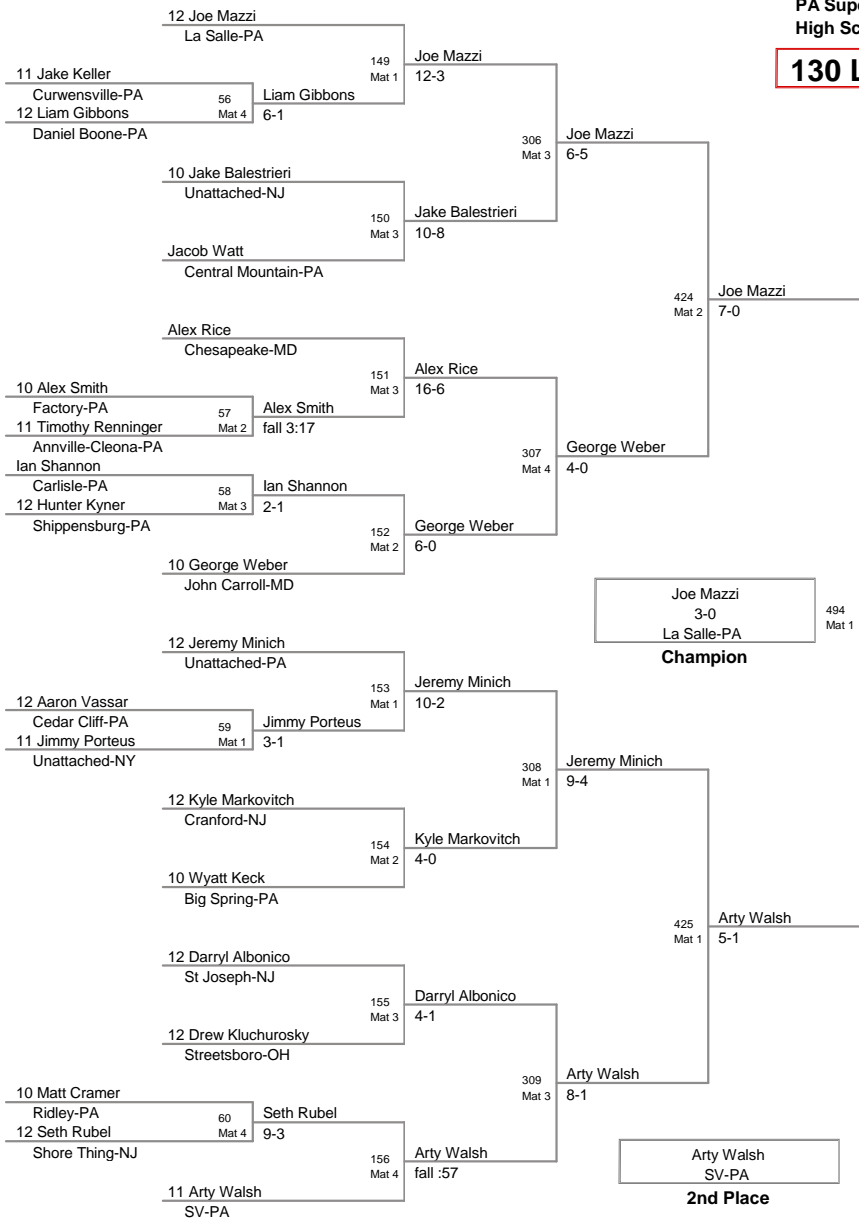 PA Supe
High Sc
130 L
12 Joe Mazzi
La Salle-PA
149
Mat 1
Joe Mazzi
12-3
11 Jake Keller
Curwensville-PA
56
Mat 4
Liam Gibbons
6-1
12 Liam Gibbons
Daniel Boone-PA
306
Mat 3
Joe Mazzi
6-5
10 Jake Balestrieri
Unattached-NJ
150
Mat 3
Jake Balestrieri
10-8
Jacob Watt
Central Mountain-PA
424
Mat 2
Joe Mazzi
7-0
Alex Rice
Chesapeake-MD
151
Mat 3
Alex Rice
16-6
10 Alex Smith
Factory-PA
57
Mat 2
Alex Smith
fall 3:17
11 Timothy Renninger
Annville-Cleona-PA
307
Mat 4
George Weber
4-0
Ian Shannon
Carlisle-PA
58
Mat 3
Ian Shannon
2-1
12 Hunter Kyner
Shippensburg-PA
152
Mat 2
George Weber
6-0
10 George Weber
John Carroll-MD
Joe Mazzi
3-0
La Salle-PA
494
Mat 1
Champion
12 Jeremy Minich
Unattached-PA
153
Mat 1
Jeremy Minich
10-2
12 Aaron Vassar
Cedar Cliff-PA
59
Mat 1
Jimmy Porteus
3-1
11 Jimmy Porteus
Unattached-NY
308
Mat 1
Jeremy Minich
9-4
12 Kyle Markovitch
Cranford-NJ
154
Mat 2
Kyle Markovitch
4-0
10 Wyatt Keck
Big Spring-PA
425
Mat 1
Arty Walsh
5-1
12 Darryl Albonico
St Joseph-NJ
155
Mat 3
Darryl Albonico
4-1
12 Drew Kluchurosky
Streetsboro-OH
309
Mat 3
Arty Walsh
8-1
10 Matt Cramer
Ridley-PA
60
Mat 4
Seth Rubel
9-3
12 Seth Rubel
Shore Thing-NJ
156
Mat 4
Arty Walsh
fall :57
11 Arty Walsh
SV-PA
Arty Walsh
SV-PA
2nd Place